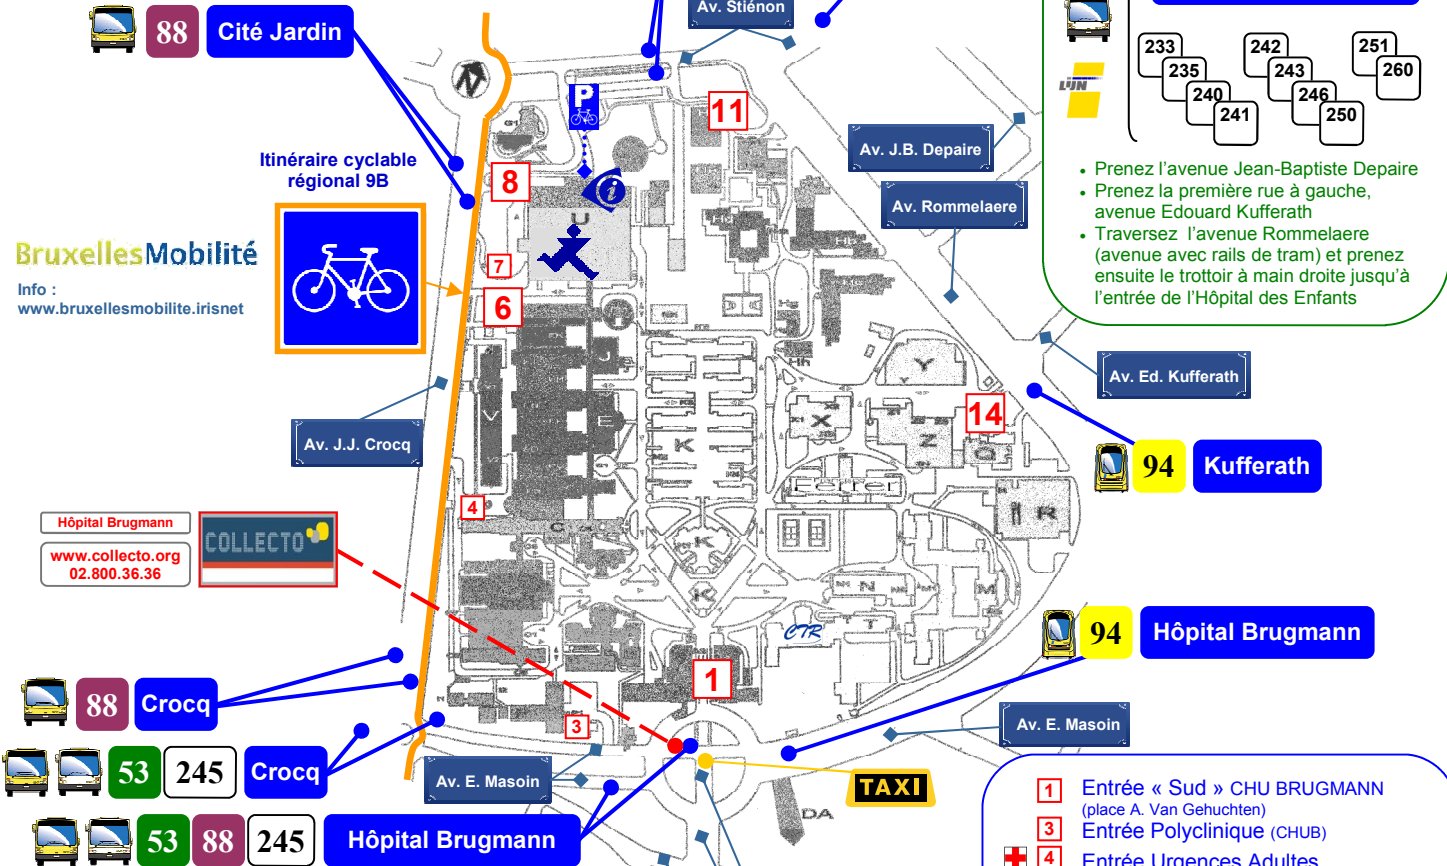 88 Cité Jardin
Av. Stiénon
233
235
240
241
242
243
246
250
251
260
LIJN
P
11
Av. J.B. Depaire
Itinéraire cyclable
régional 9B
8
i
Av. Rommelaere
• Prenez l'avenue Jean-Baptiste Depaire
• Prenez la première rue à gauche,
avenue Edouard Kufferath
• Traversez l'avenue Rommelaere
(avenue avec rails de tram) et prenez
ensuite le trottoir à main droite jusqu'à
l'entrée de l'Hôpital des Enfants
BruxellesMobilité
Info :
www.bruxellesmobilite.irisnet
U
7
6
Hh
Y
Av. Ed. Kufferath
J
V
E
K
X
Z
Q
14
Av. J.J. Crocq
94 Kufferath
Ferrer
4
R
Hôpital Brugmann
www.collecto.org
02.800.36.36
COLLECTO
C
K
K
N
M
T
CTR
94 Hôpital Brugmann
1
88 Crocq
3
Av. E. Masoin
53 245 Crocq
Av. E. Masoin
TAXI
DA
53 88 245 Hôpital Brugmann
1 Entrée « Sud » CHU BRUGMANN
(place A. Van Gehuchten)
3 Entrée Polyclinique (CHUB)
4 Entrée Urgences Adultes